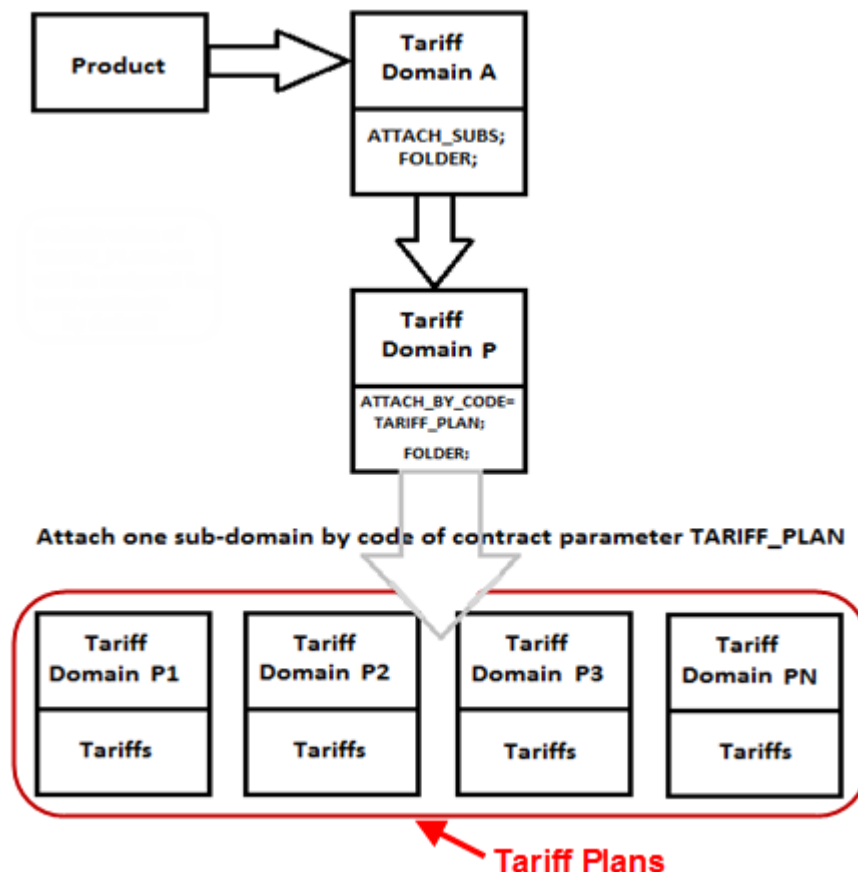 Product
Tariff
Domain A
ATTACH_SUBS;
FOLDER;
Tariff
Domain P
ATTACH_BY_CODE=
TARIFF_PLAN;
FOLDER;
Attach one sub-domain by code of contract parameter TARIFF_PLAN
Tariff
Domain P1
Tariffs
Tariff
Domain P2
Tariffs
Tariff
Domain P3
Tariffs
Tariff
Domain PN
Tariffs
Tariff Plans